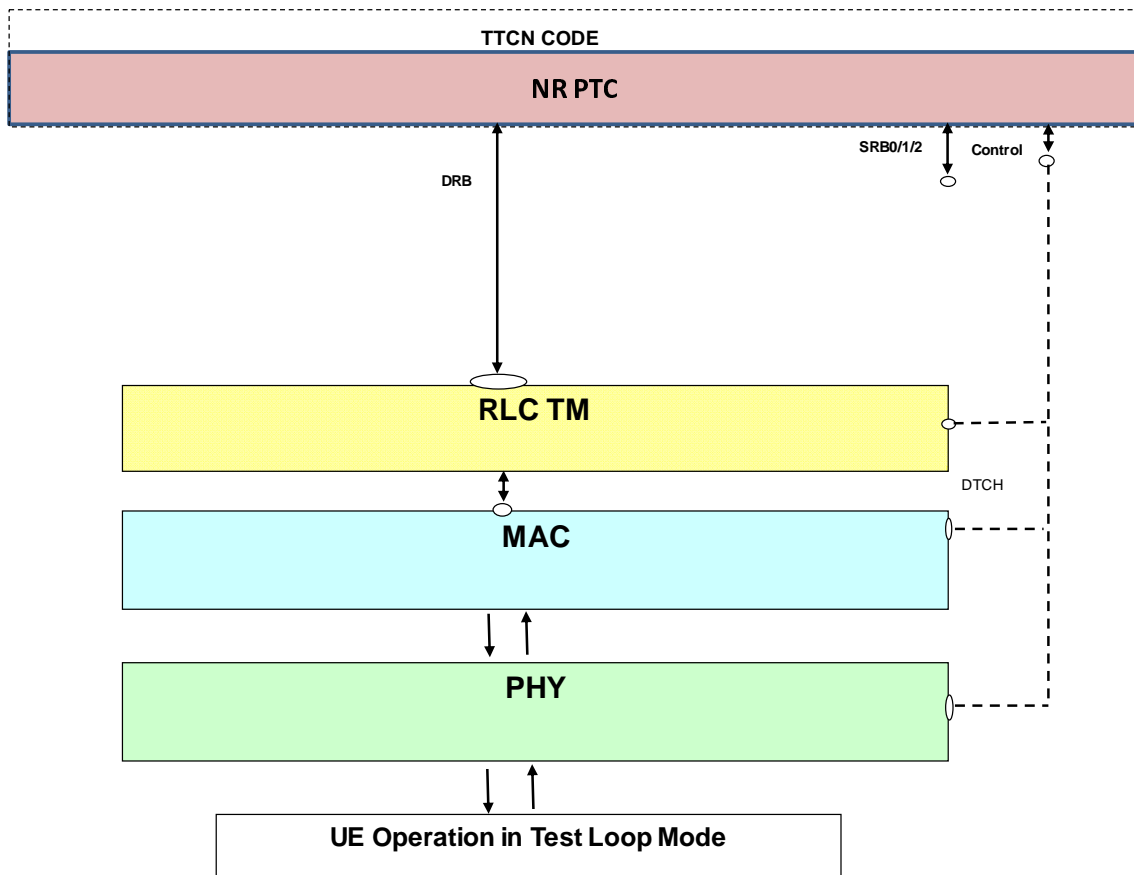 TTCN CODE
NR PTC
SRB0/1/2
Control
DRB
RLC TM
DTCH
MAC
PHY
UE Operation in Test Loop Mode